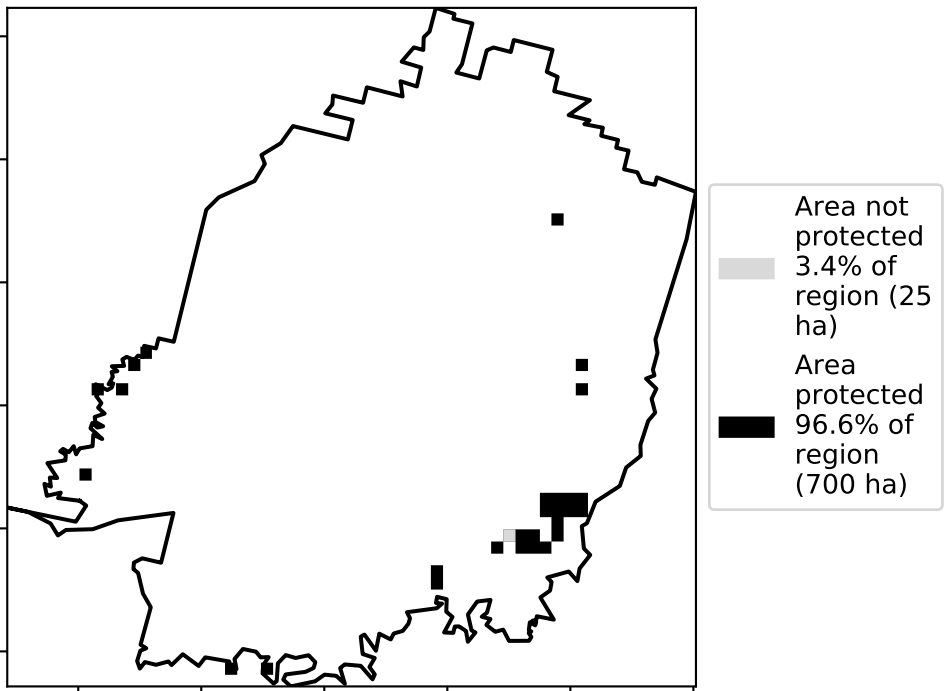 Area not
protected
3.4% of
region (25
ha)
Area
protected
96.6% of
region
(700 ha)